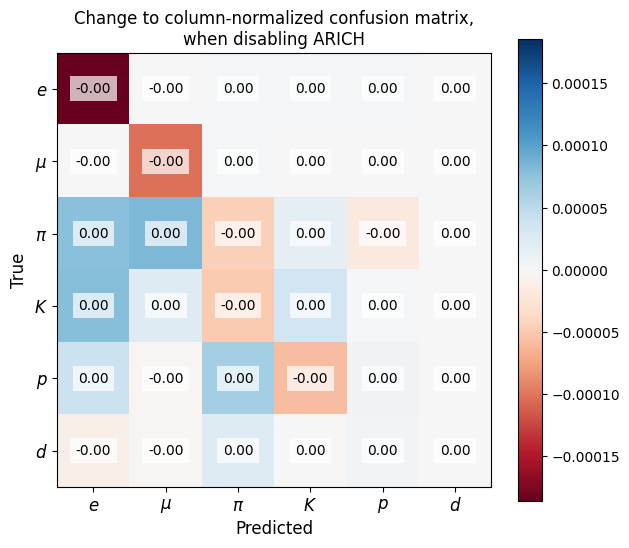 Change to column-normalized confusion matrix,
when disabling ARICH
e -0.00 -0.00 0.00 0.00 0.00 0.00
μ -0.00 -0.00 0.00 0.00 0.00 0.00
π 0.00 0.00 -0.00 0.00 -0.00 0.00
K 0.00 0.00 -0.00 0.00 0.00 0.00
p 0.00 -0.00 0.00 -0.00 0.00 0.00
d -0.00 -0.00 0.00 0.00 0.00 0.00
e μ π K p d
Predicted
True
0.00015
0.00010
0.00005
0.00000
−0.00005
−0.00010
−0.00015